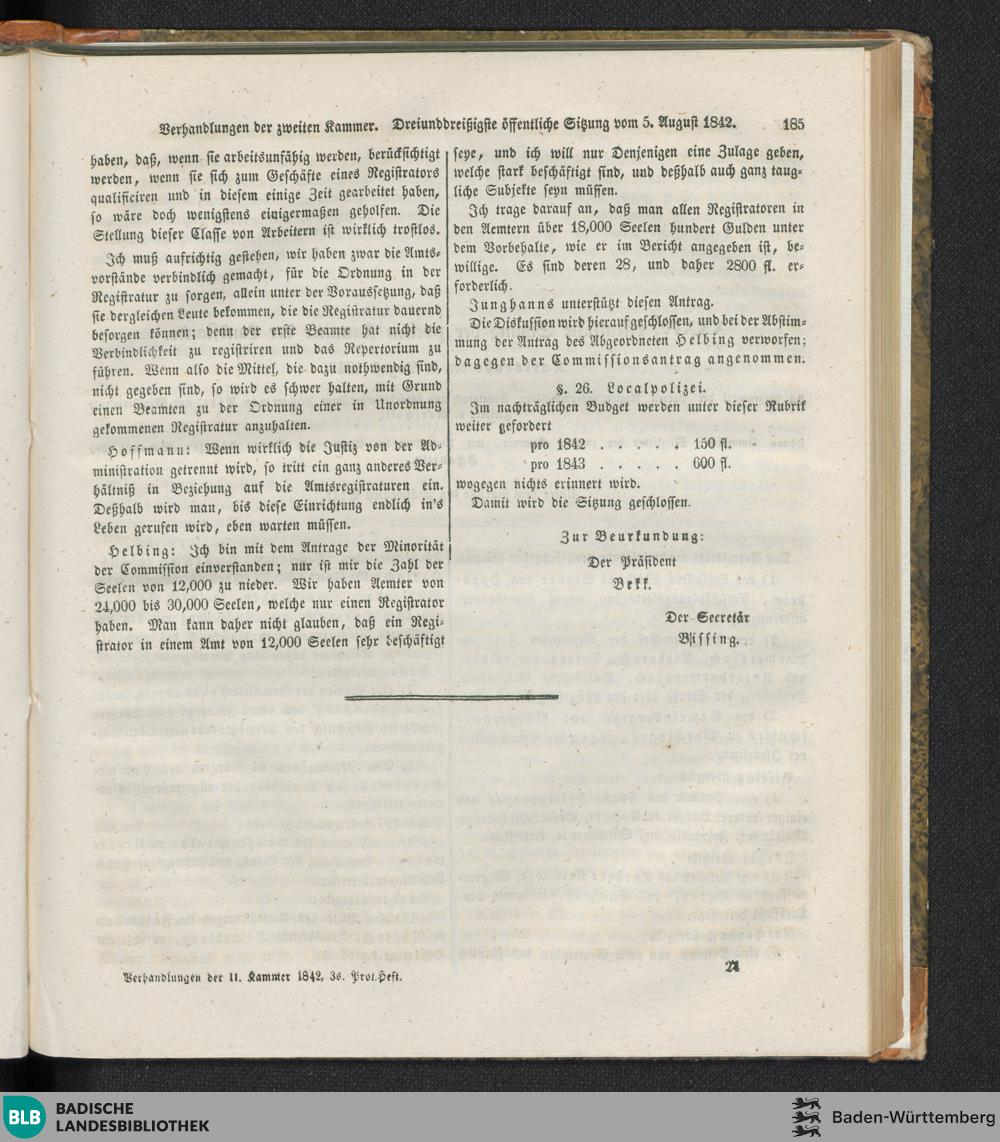 Verhandlungen der zweiten Kammer. Dreiunddreißigste öffentliche Sitzung vom 5. August 1842. 185
haben, daß, wenn sie arbeitsunfähig werden, berücksichtigt
werden, wenn sie sich zum Geschäfte eines Registrators
qualificiren und in diesem einige Zeit gearbeitet haben,
so wäre doch wenigstens einigermaßen geholfen. Die
Stellung dieser Classe von Arbeitern ist wirklich trostlos.
Ich muß aufrichtig gestehen, wir haben zwar die Amts-
vorstände verbindlich gemacht, für die Ordnung in der
Registratur zu sorgen, allein unter der Voraussetzung, daß
sie dergleichen Leute bekommen, die die Registratur dauernd
besorgen können; denn der erste Beamte hat nicht die
Verbindlichkeit zu registriren und das Repertorium zu
führen. Wenn also die Mittel, die dazu nothwendig sind,
nicht gegeben sind, so wird es schwer halten, mit Grund
einen Beamten zu der Ordnung einer in Unordnung
gekommenen Registratur anzuhalten.
Hoffmann: Wenn wirklich die Justiz von der Ad-
ministration getrennt wird, so tritt ein ganz anderes Ver-
hältniß in Beziehung auf die Amtsregistraturen ein.
Deßhalb wird man, bis diese Einrichtung endlich in's
Leben gerufen wird, eben warten müssen.
Helbing: Ich bin mit dem Antrage der Minorität
der Commission einverstanden; nur ist mir die Zahl der
Seelen von 12,000 zu nieder. Wir haben Aemter von
24,000 bis 30,000 Seelen, welche nur einen Registrator
haben. Man kann daher nicht glauben, daß ein Regi-
strator in einem Amt von 12,000 Seelen sehr beschäftigt
seye, und ich will nur Denjenigen eine Zulage geben,
welche stark beschäftigt sind, und deßhalb auch ganz taug-
liche Subjekte seyn müssen.
Ich trage darauf an, daß man allen Registratoren in
den Aemtern über 18,000 Seelen hundert Gulden unter
dem Vorbehalte, wie er im Bericht angegeben ist, be-
willige. Es sind deren 28, und daher 2800 fl. er-
forderlich.
Junghanns unterstützt diesen Antrag.
Die Diskussion wird hierauf geschlossen, und bei der Abstim-
mung der Antrag des Abgeordneten Helbing verworfen;
dagegen der Commissionsantrag angenommen.
§. 26. Localpolizei.
Im nachträglichen Budget werden unter dieser Rubrik
weiter gefordert
pro 1842 . . . . . 150 fl.
pro 1843 . . . . . 600 fl.
wogegen nichts erinnert wird.
Damit wird die Sitzung geschlossen.
Zur Beurkundung:
Der Präsident
Bekk.
Der Secretär
Bissing.
Verhandlungen der II. Kammer 1842, 3s. Prot.Heft.
24
BLB BADISCHE
LANDESBIBLIOTHEK
Baden-Württemberg